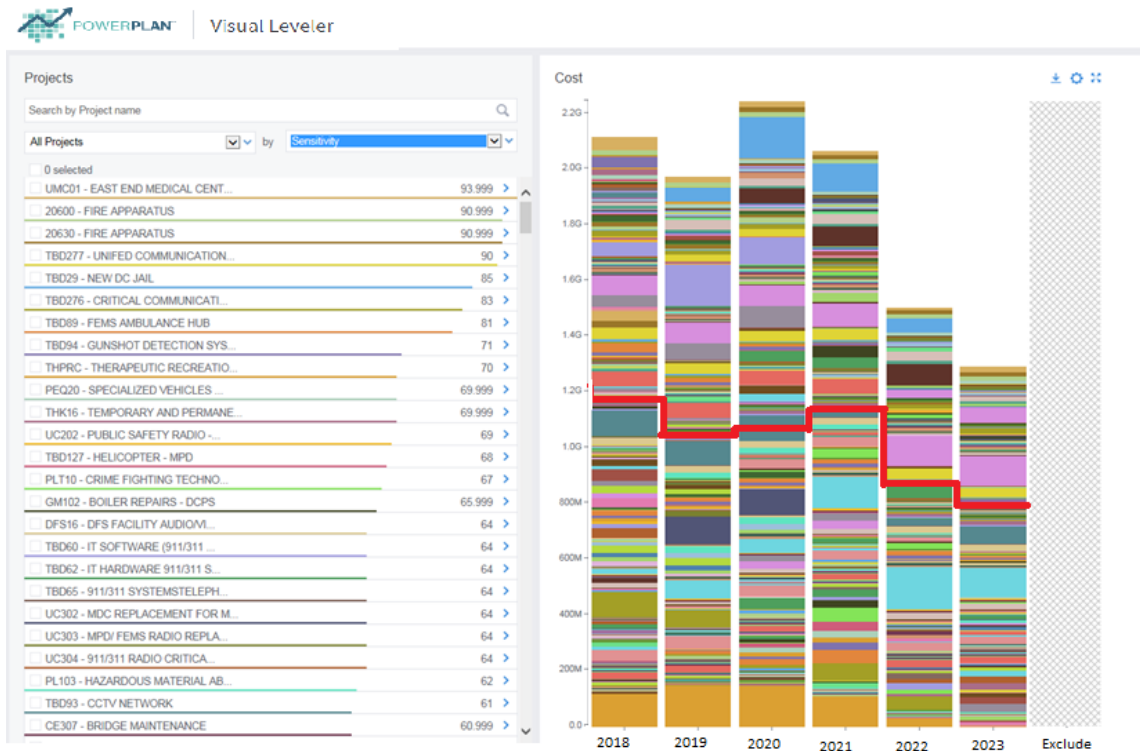 POWERPLAN™ Visual Leveler
Projects
Search by Project name
All Projects by Sensitivity
0 selected
UMC01 - EAST END MEDICAL CENT... 93.999
20600 - FIRE APPARATUS 90.999
20630 - FIRE APPARATUS 90.999
TBD277 - UNIFED COMMUNICATION... 90
TBD29 - NEW DC JAIL 85
TBD276 - CRITICAL COMMUNICATI... 83
TBD89 - FEMS AMBULANCE HUB 81
TBD94 - GUNSHOT DETECTION SYS... 71
THPRC - THERAPEUTIC RECREATIO... 70
PEQ20 - SPECIALIZED VEHICLES ... 69.999
THK16 - TEMPORARY AND PERMANE... 69.999
UC202 - PUBLIC SAFETY RADIO -... 69
TBD127 - HELICOPTER - MPD 68
PLT10 - CRIME FIGHTING TECHNO... 67
GM102 - BOILER REPAIRS - DCPS 65.999
DFS16 - DFS FACILITY AUDIO/VI... 64
TBD60 - IT SOFTWARE (911/311 ... 64
TBD62 - IT HARDWARE 911/311 S... 64
TBD65 - 911/311 SYSTEMSTELEPH... 64
UC302 - MDC REPLACEMENT FOR M... 64
UC303 - MPD/ FEMS RADIO REPLA... 64
UC304 - 911/311 RADIO CRITICA... 64
PL103 - HAZARDOUS MATERIAL AB... 62
TBD93 - CCTV NETWORK 61
CE307 - BRIDGE MAINTENANCE 60.999
Cost
2.2G
2.0G
1.8G
1.6G
1.4G
1.2G
1.0G
800M
600M
400M
200M
0.0
2018 2019 2020 2021 2022 2023 Exclude